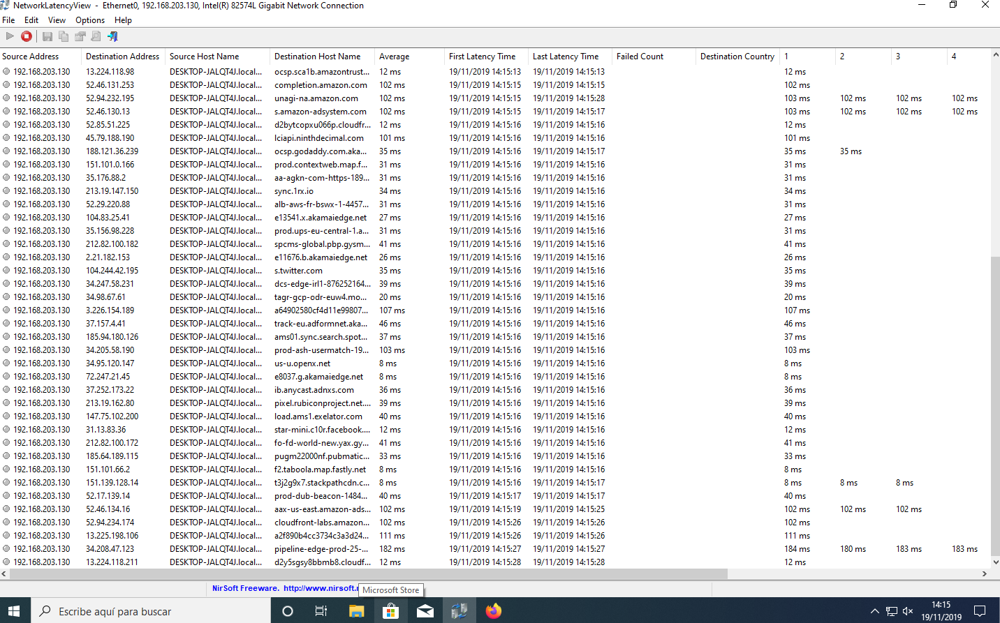 NetworkLatencyView - Ethernet0, 192.168.203.130, Intel(R) 82574L Gigabit Network Connection
File Edit View Options Help
Source Address Destination Address Source Host Name Destination Host Name Average First Latency Time Last Latency Time Failed Count Destination Country 1 2 3 4
192.168.203.130 13.224.118.98 DESKTOP-JALQT4J.local... ocsp.sca1b.amazontrust... 12 ms 19/11/2019 14:15:13 19/11/2019 14:15:13 12 ms
192.168.203.130 52.46.131.253 DESKTOP-JALQT4J.local... completion.amazon.com 102 ms 19/11/2019 14:15:15 19/11/2019 14:15:15 102 ms
192.168.203.130 52.94.232.195 DESKTOP-JALQT4J.local... unagi-na.amazon.com 102 ms 19/11/2019 14:15:15 19/11/2019 14:15:28 103 ms 102 ms 102 ms 102 ms
192.168.203.130 52.46.130.13 DESKTOP-JALQT4J.local... s.amazon-adsystem.com 102 ms 19/11/2019 14:15:15 19/11/2019 14:15:17 103 ms 102 ms 102 ms 102 ms
192.168.203.130 52.85.51.225 DESKTOP-JALQT4J.local... d2bytcopxu066p.cloudfr... 12 ms 19/11/2019 14:15:16 19/11/2019 14:15:16 12 ms
192.168.203.130 45.79.188.190 DESKTOP-JALQT4J.local... lciapi.ninthdecimal.com 101 ms 19/11/2019 14:15:16 19/11/2019 14:15:16 101 ms
192.168.203.130 188.121.36.239 DESKTOP-JALQT4J.local... ocsp.godaddy.com.aka... 35 ms 19/11/2019 14:15:16 19/11/2019 14:15:17 35 ms 35 ms
192.168.203.130 151.101.0.166 DESKTOP-JALQT4J.local... prod.contextweb.map.f... 31 ms 19/11/2019 14:15:16 19/11/2019 14:15:16 31 ms
192.168.203.130 35.176.88.2 DESKTOP-JALQT4J.local... aa-agkn-com-https-189... 31 ms 19/11/2019 14:15:16 19/11/2019 14:15:16 31 ms
192.168.203.130 213.19.147.150 DESKTOP-JALQT4J.local... sync.1rx.io 34 ms 19/11/2019 14:15:16 19/11/2019 14:15:16 34 ms
192.168.203.130 52.29.220.88 DESKTOP-JALQT4J.local... alb-aws-fr-bswx-1-4457... 31 ms 19/11/2019 14:15:16 19/11/2019 14:15:16 31 ms
192.168.203.130 104.83.25.41 DESKTOP-JALQT4J.local... e13541.x.akamaiedge.net 27 ms 19/11/2019 14:15:16 19/11/2019 14:15:16 27 ms
192.168.203.130 35.156.98.228 DESKTOP-JALQT4J.local... prod.ups-eu-central-1.a... 31 ms 19/11/2019 14:15:16 19/11/2019 14:15:16 31 ms
192.168.203.130 212.82.100.182 DESKTOP-JALQT4J.local... spcms-global.pbp.gysm... 41 ms 19/11/2019 14:15:16 19/11/2019 14:15:16 41 ms
192.168.203.130 2.21.182.153 DESKTOP-JALQT4J.local... e11676.b.akamaiedge.net 26 ms 19/11/2019 14:15:16 19/11/2019 14:15:16 26 ms
192.168.203.130 104.244.42.195 DESKTOP-JALQT4J.local... s.twitter.com 35 ms 19/11/2019 14:15:16 19/11/2019 14:15:16 35 ms
192.168.203.130 34.247.58.231 DESKTOP-JALQT4J.local... dcs-edge-irl1-876252164... 39 ms 19/11/2019 14:15:16 19/11/2019 14:15:16 39 ms
192.168.203.130 34.98.67.61 DESKTOP-JALQT4J.local... tagr-gcp-odr-euw4.mo... 20 ms 19/11/2019 14:15:16 19/11/2019 14:15:16 20 ms
192.168.203.130 3.226.154.189 DESKTOP-JALQT4J.local... a64902580cf4d11e99807... 107 ms 19/11/2019 14:15:16 19/11/2019 14:15:16 107 ms
192.168.203.130 37.157.4.41 DESKTOP-JALQT4J.local... track-eu.adformnet.aka... 46 ms 19/11/2019 14:15:16 19/11/2019 14:15:16 46 ms
192.168.203.130 185.94.180.126 DESKTOP-JALQT4J.local... ams01.sync.search.spot... 37 ms 19/11/2019 14:15:16 19/11/2019 14:15:16 37 ms
192.168.203.130 34.205.58.190 DESKTOP-JALQT4J.local... prod-ash-usermatch-19... 103 ms 19/11/2019 14:15:16 19/11/2019 14:15:16 103 ms
192.168.203.130 34.95.120.147 DESKTOP-JALQT4J.local... us-u.openx.net 8 ms 19/11/2019 14:15:16 19/11/2019 14:15:16 8 ms
192.168.203.130 72.247.21.45 DESKTOP-JALQT4J.local... e8037.g.akamaiedge.net 8 ms 19/11/2019 14:15:16 19/11/2019 14:15:16 8 ms
192.168.203.130 37.252.173.22 DESKTOP-JALQT4J.local... ib.anycast.adnxs.com 36 ms 19/11/2019 14:15:16 19/11/2019 14:15:16 36 ms
192.168.203.130 213.19.162.80 DESKTOP-JALQT4J.local... pixel.rubiconproject.net.... 39 ms 19/11/2019 14:15:16 19/11/2019 14:15:16 39 ms
192.168.203.130 147.75.102.200 DESKTOP-JALQT4J.local... load.ams1.exelator.com 40 ms 19/11/2019 14:15:16 19/11/2019 14:15:16 40 ms
192.168.203.130 31.13.83.36 DESKTOP-JALQT4J.local... star-mini.c10r.facebook.... 12 ms 19/11/2019 14:15:16 19/11/2019 14:15:16 12 ms
192.168.203.130 212.82.100.172 DESKTOP-JALQT4J.local... fo-fd-world-new.yax.gy... 41 ms 19/11/2019 14:15:16 19/11/2019 14:15:16 41 ms
192.168.203.130 185.64.189.115 DESKTOP-JALQT4J.local... pugm22000nf.pubmatic... 33 ms 19/11/2019 14:15:16 19/11/2019 14:15:16 33 ms
192.168.203.130 151.101.66.2 DESKTOP-JALQT4J.local... f2.taboola.map.fastly.net 8 ms 19/11/2019 14:15:16 19/11/2019 14:15:16 8 ms
192.168.203.130 151.139.128.14 DESKTOP-JALQT4J.local... t3j2g9x7.stackpathcdn.c... 8 ms 19/11/2019 14:15:16 19/11/2019 14:15:17 8 ms 8 ms 8 ms
192.168.203.130 52.17.139.14 DESKTOP-JALQT4J.local... prod-dub-beacon-1484... 40 ms 19/11/2019 14:15:17 19/11/2019 14:15:17 40 ms
192.168.203.130 52.46.134.16 DESKTOP-JALQT4J.local... aax-us-east.amazon-ads... 102 ms 19/11/2019 14:15:19 19/11/2019 14:15:25 102 ms 102 ms 102 ms
192.168.203.130 52.94.234.174 DESKTOP-JALQT4J.local... cloudfront-labs.amazon... 102 ms 19/11/2019 14:15:26 19/11/2019 14:15:26 102 ms
192.168.203.130 13.225.198.106 DESKTOP-JALQT4J.local... a2f890b4cc3734c3a3d24... 111 ms 19/11/2019 14:15:26 19/11/2019 14:15:26 111 ms
192.168.203.130 34.208.47.123 DESKTOP-JALQT4J.local... pipeline-edge-prod-25-... 182 ms 19/11/2019 14:15:27 19/11/2019 14:15:27 184 ms 180 ms 183 ms 183 ms
192.168.203.130 13.224.118.211 DESKTOP-JALQT4J.local... d2y5sgsy8bbmb8.cloudf... 12 ms 19/11/2019 14:15:28 19/11/2019 14:15:28 12 ms
NirSoft Freeware. http://www.nirsoft.
Microsoft Store
Escribe aquí para buscar
14:15
19/11/2019